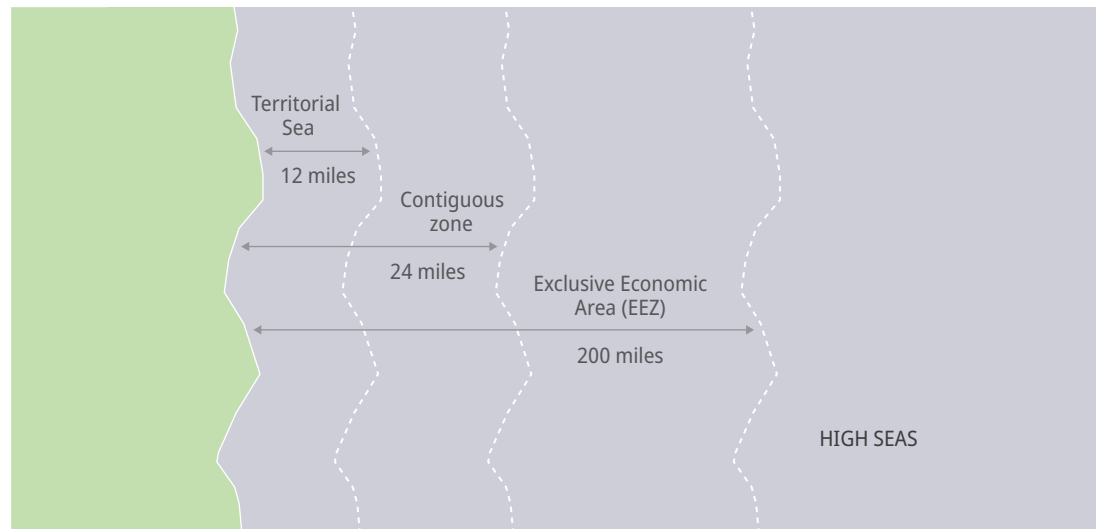 Territorial
Sea
12 miles
Contiguous
zone
24 miles
Exclusive Economic
Area (EEZ)
200 miles
HIGH SEAS